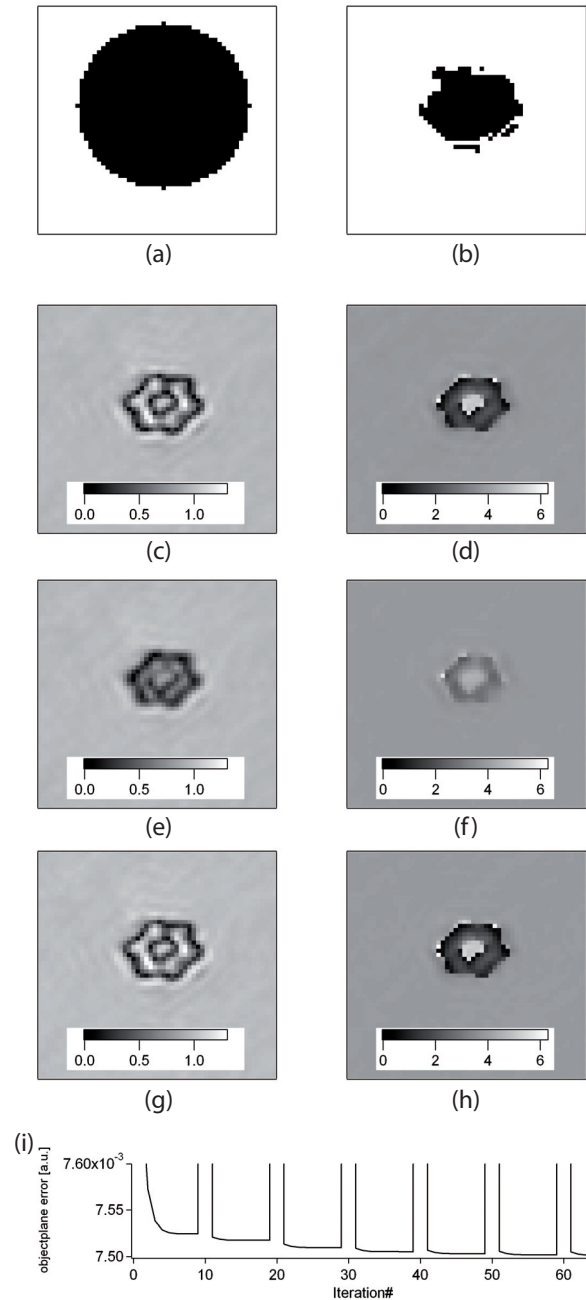 (a) (b)
0.0 0.5 1.0
0 2 4 6
(c) (d)
0.0 0.5 1.0
0 2 4 6
(e) (f)
0.0 0.5 1.0
0 2 4 6
(g) (h)
(i)
objectplane error [a.u.]
7.60x10⁻³
7.55
7.50
0 10 20 30 40 50 60
Iteration#